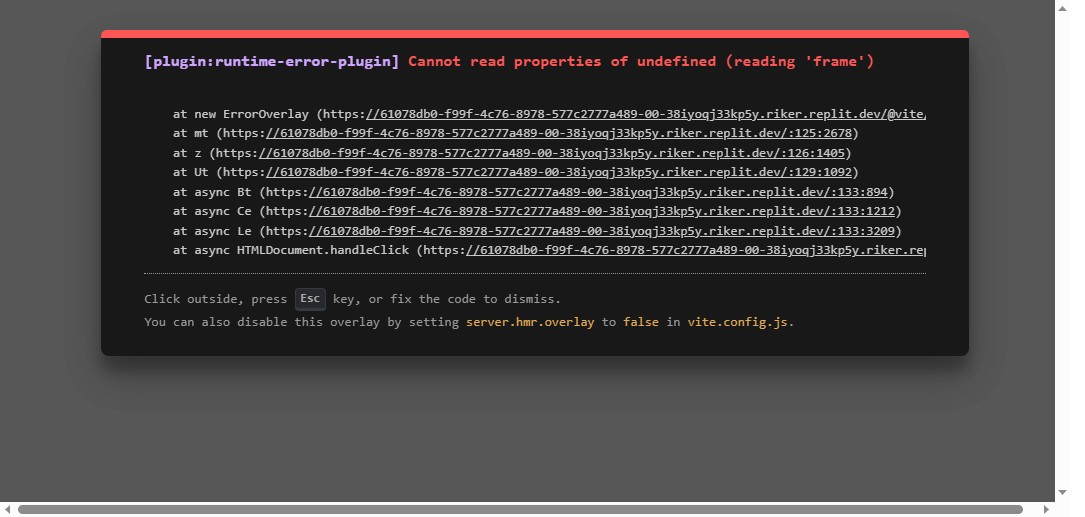 [plugin:runtime-error-plugin] Cannot read properties of undefined (reading 'frame')
at new ErrorOverlay (https://61078db0-f99f-4c76-8978-577c2777a489-00-38iyoqj33kp5y.riker.replit.dev/@vite/
at mt (https://61078db0-f99f-4c76-8978-577c2777a489-00-38iyoqj33kp5y.riker.replit.dev/:125:2678)
at z (https://61078db0-f99f-4c76-8978-577c2777a489-00-38iyoqj33kp5y.riker.replit.dev/:126:1405)
at Ut (https://61078db0-f99f-4c76-8978-577c2777a489-00-38iyoqj33kp5y.riker.replit.dev/:129:1092)
at async Bt (https://61078db0-f99f-4c76-8978-577c2777a489-00-38iyoqj33kp5y.riker.replit.dev/:133:894)
at async Ce (https://61078db0-f99f-4c76-8978-577c2777a489-00-38iyoqj33kp5y.riker.replit.dev/:133:1212)
at async Le (https://61078db0-f99f-4c76-8978-577c2777a489-00-38iyoqj33kp5y.riker.replit.dev/:133:3209)
at async HTMLDocument.handleClick (https://61078db0-f99f-4c76-8978-577c2777a489-00-38iyoqj33kp5y.riker.rep
Click outside, press Esc key, or fix the code to dismiss.
You can also disable this overlay by setting server.hmr.overlay to false in vite.config.js.